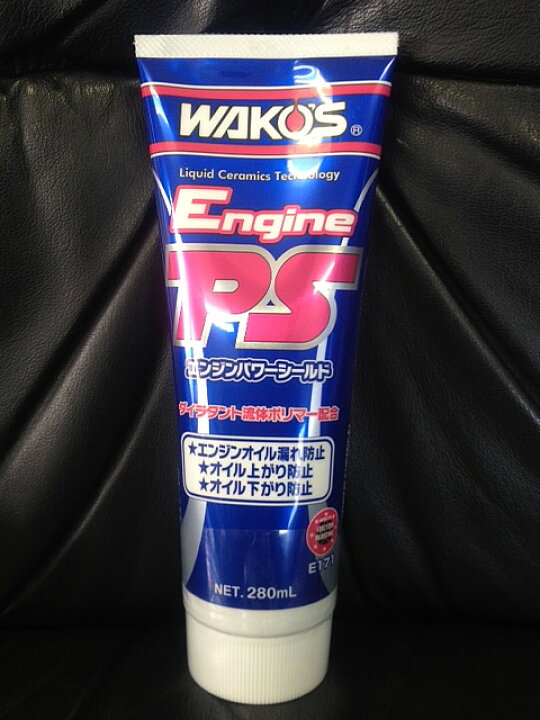 WAKO'S®
Liquid Ceramics Technology
Engine
PS
エンジンパワーシールド
ダイラタント流体ポリマー配合
★エンジンオイル漏れ防止
★オイル上がり防止
★オイル下がり防止
E171
NET. 280mL